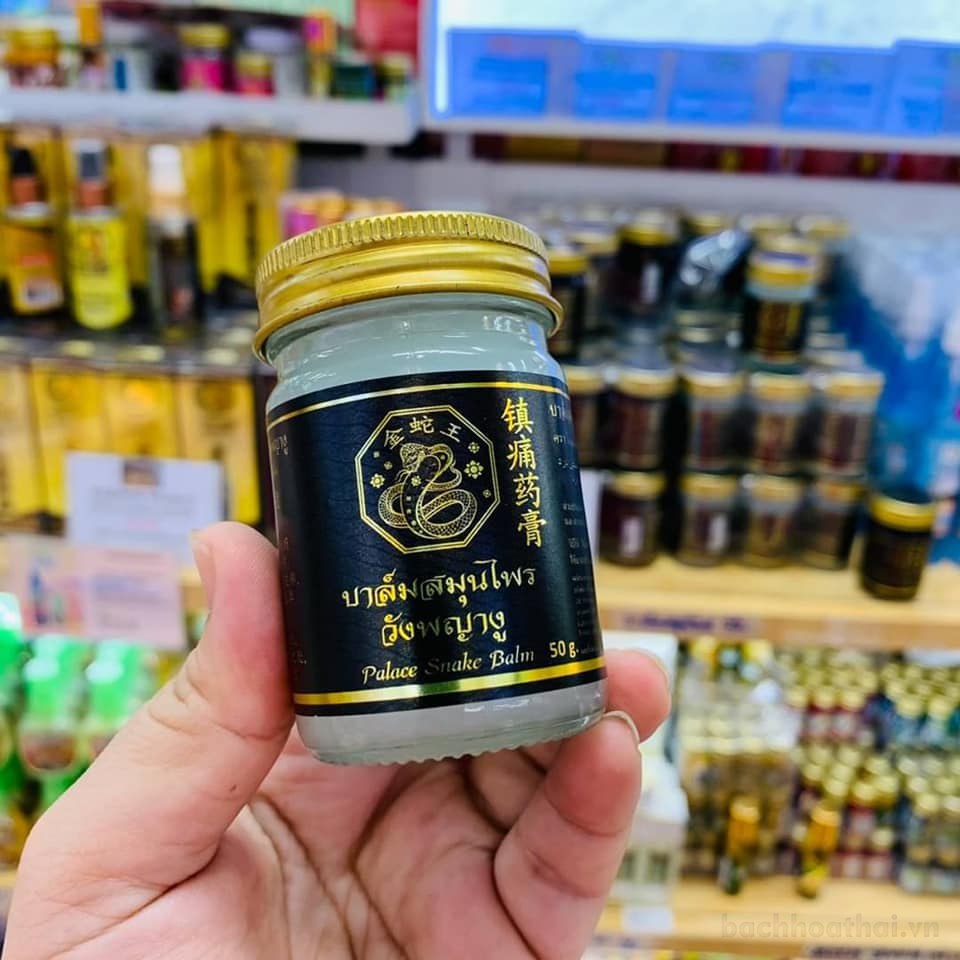 金蛇王
镇痛药膏
บาล์มสมุนไพร
วังพญางู
Palace Snake Balm
50 g.
bachhoathai.vn